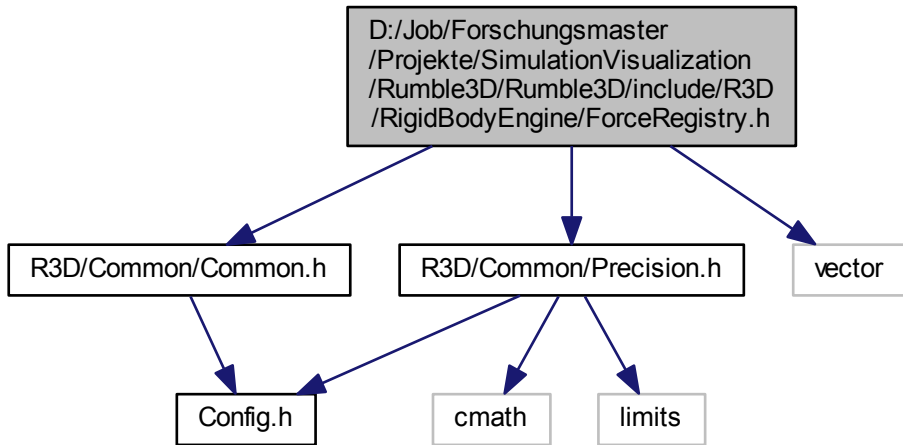 D:/Job/Forschungsmaster
/Projekte/SimulationVisualization
/Rumble3D/Rumble3D/include/R3D
/RigidBodyEngine/ForceRegistry.h
R3D/Common/Common.h
R3D/Common/Precision.h
vector
Config.h
cmath
limits